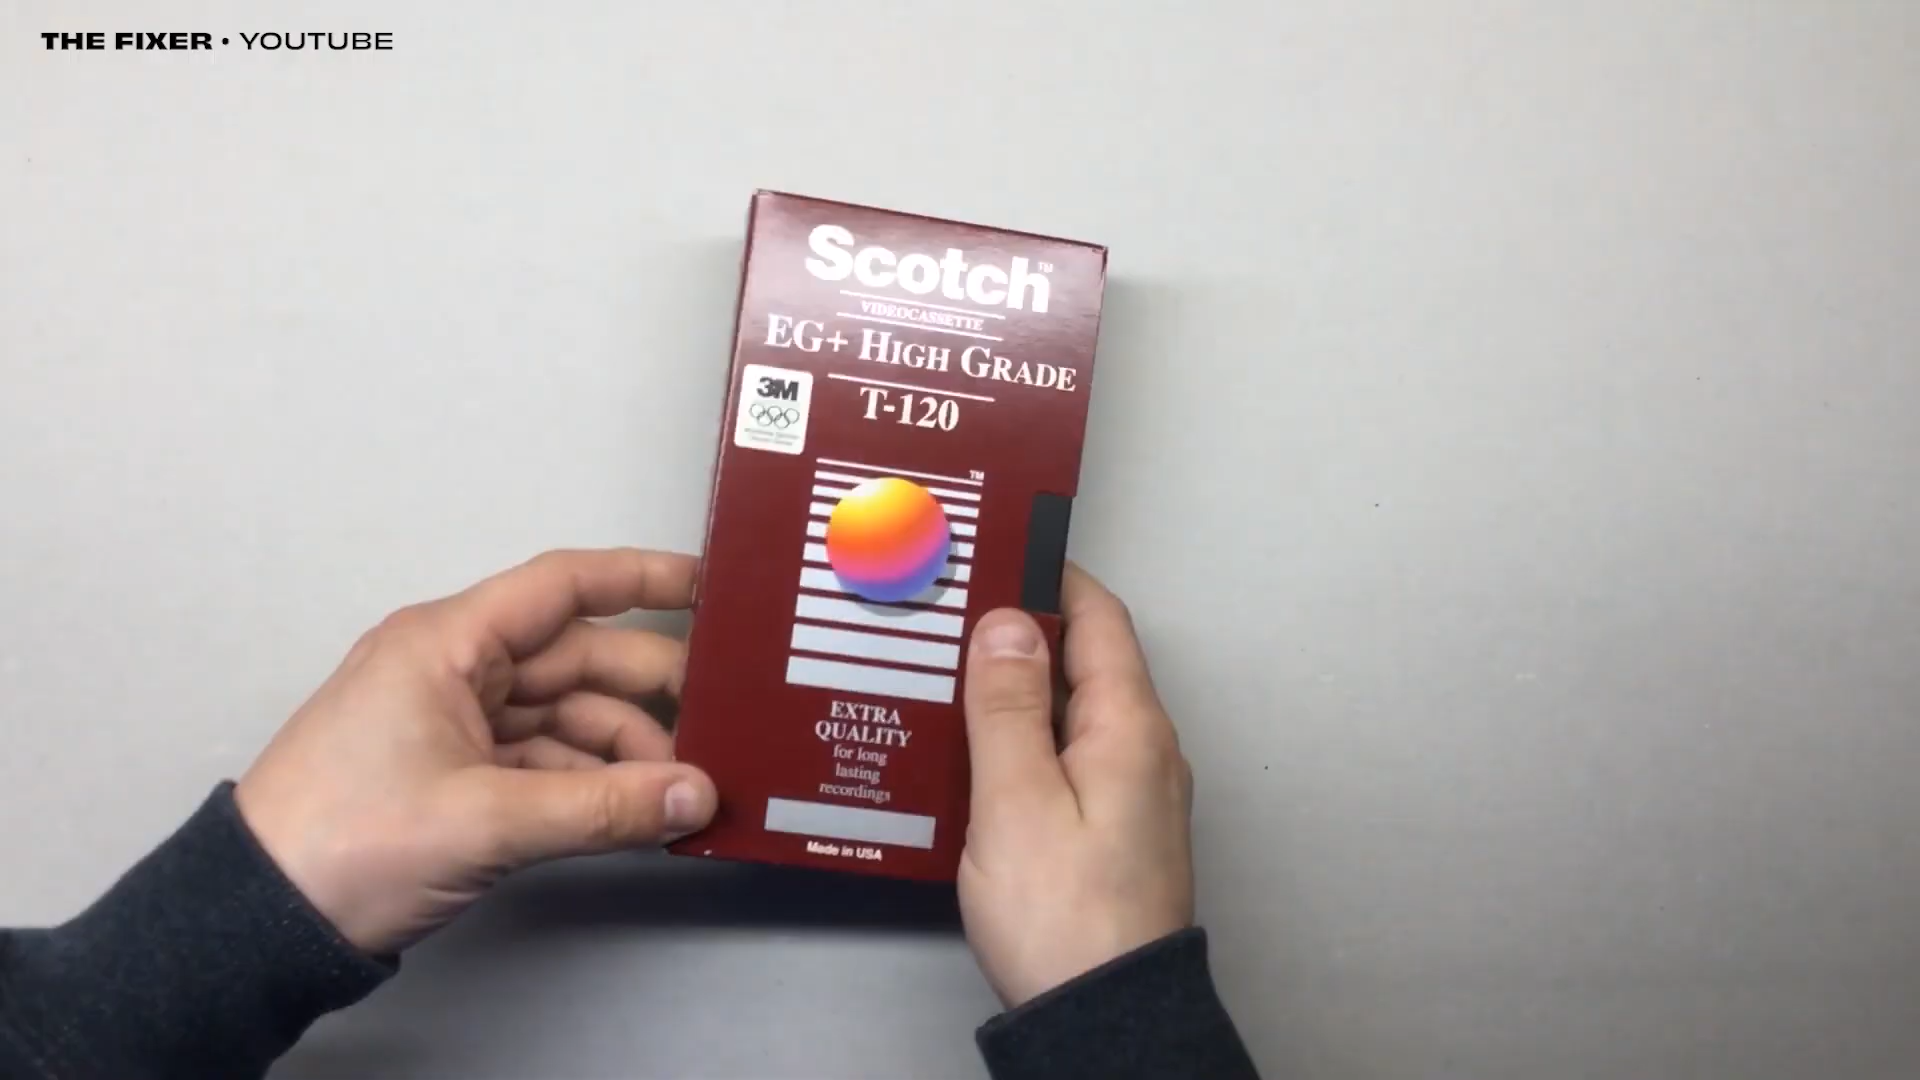 THE FIXER • YOUTUBE
Scotch™
VIDEOCASSETTE
EG+ HIGH GRADE
3M
T-120
TM
EXTRA
QUALITY
for long
lasting
recordings
Made in USA